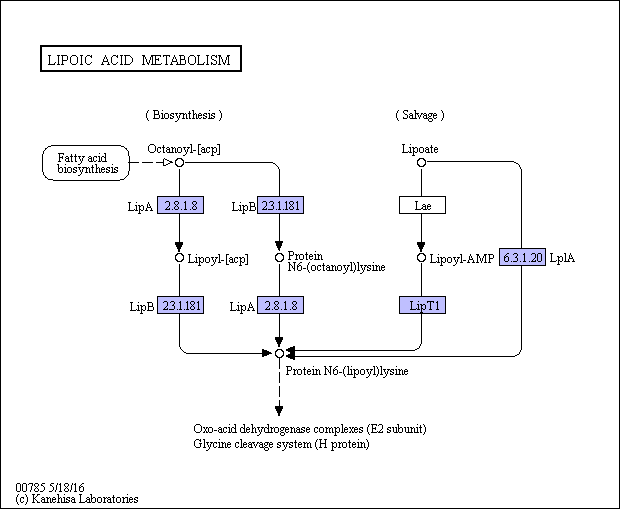 LIPOIC ACID METABOLISM
( Biosynthesis )
( Salvage )
Octanoyl-[acp]
Lipoate
Fatty acid
biosynthesis
LipA
2.8.1.8
LipB
2.3.1.181
Lae
Lipoyl-[acp]
Protein
N6-(octanoyl)lysine
Lipoyl-AMP
6.3.1.20
LplA
LipB
2.3.1.181
LipA
2.8.1.8
LipT1
Protein N6-(lipoyl)lysine
Oxo-acid dehydrogenase complexes (E2 subunit)
Glycine cleavage system (H protein)
00785 5/18/16
(c) Kanehisa Laboratories